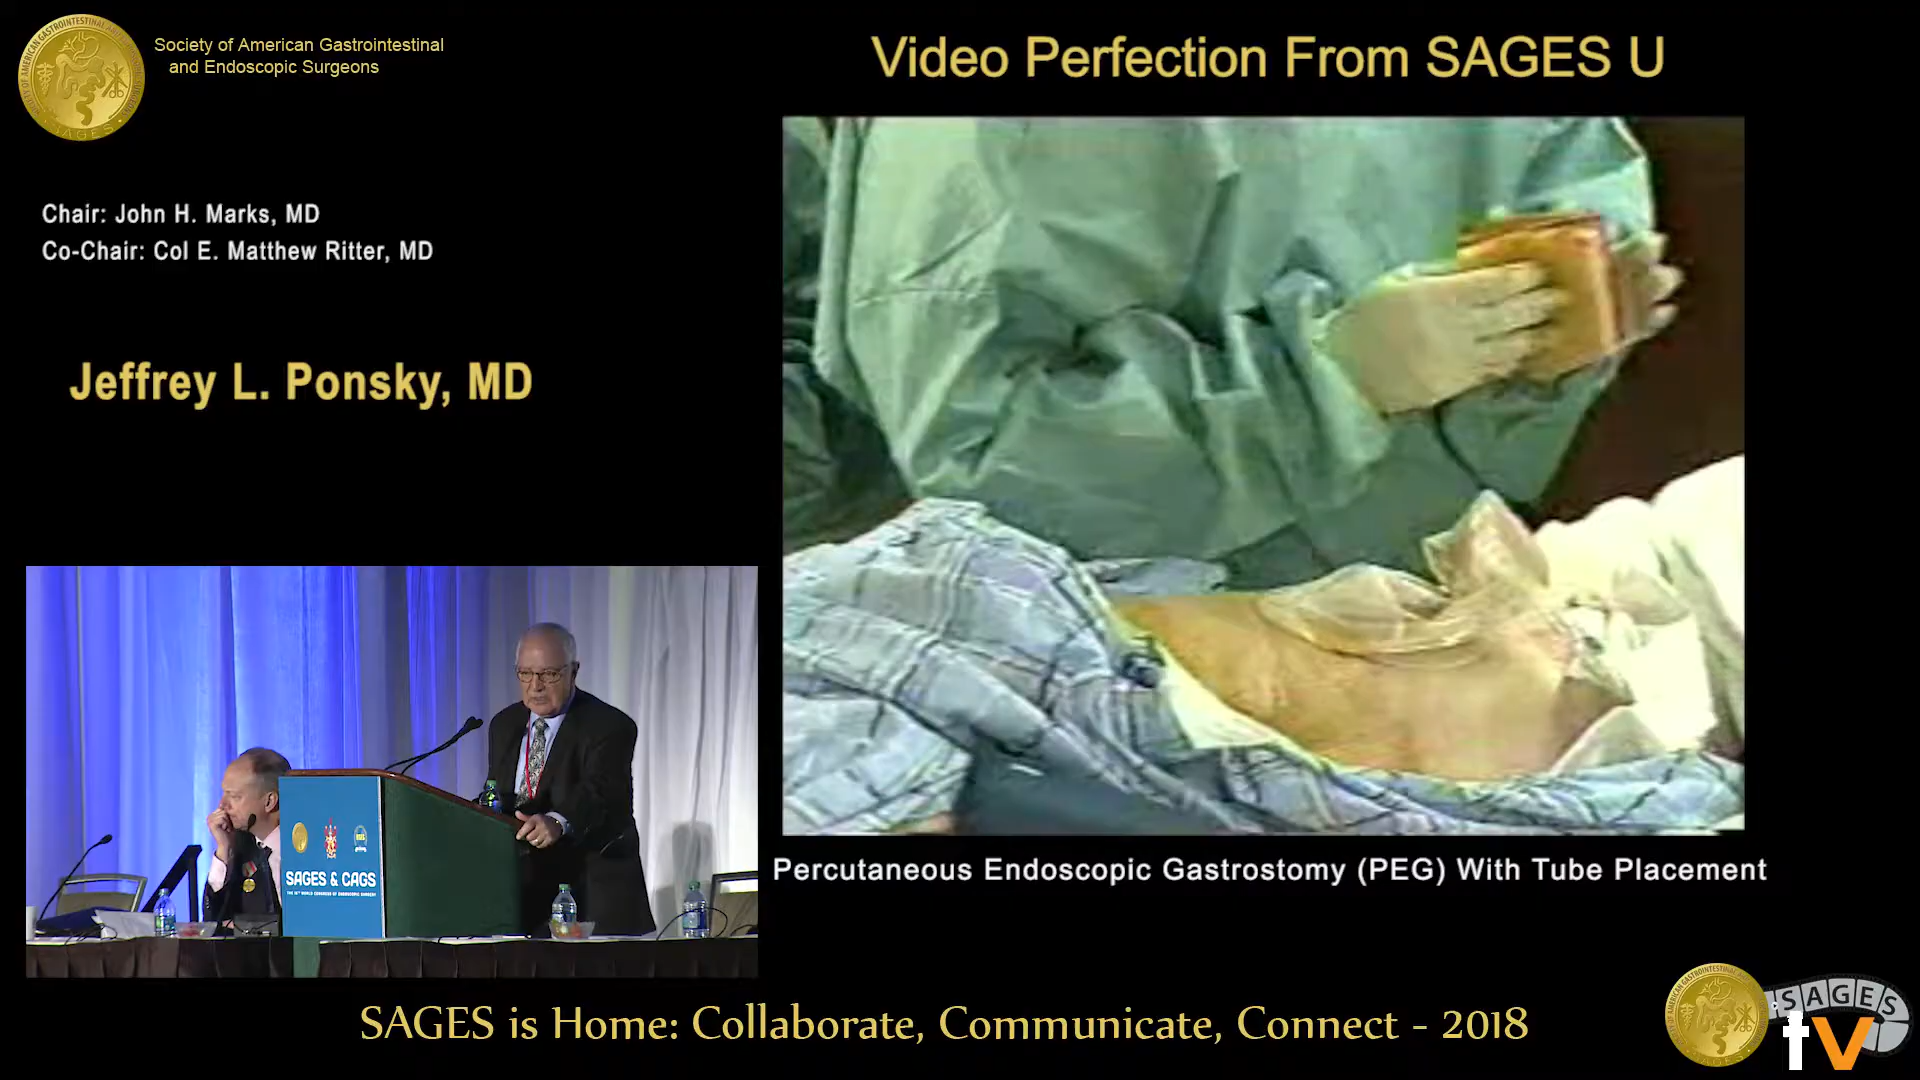 Society of American Gastrointestinal
and Endoscopic Surgeons
Video Perfection From SAGES U
Chair: John H. Marks, MD
Co-Chair: Col E. Matthew Ritter, MD
Jeffrey L. Ponsky, MD
SAGES & CAGS
Percutaneous Endoscopic Gastrostomy (PEG) With Tube Placement
SAGES is Home: Collaborate, Communicate, Connect - 2018
SAGES
tv